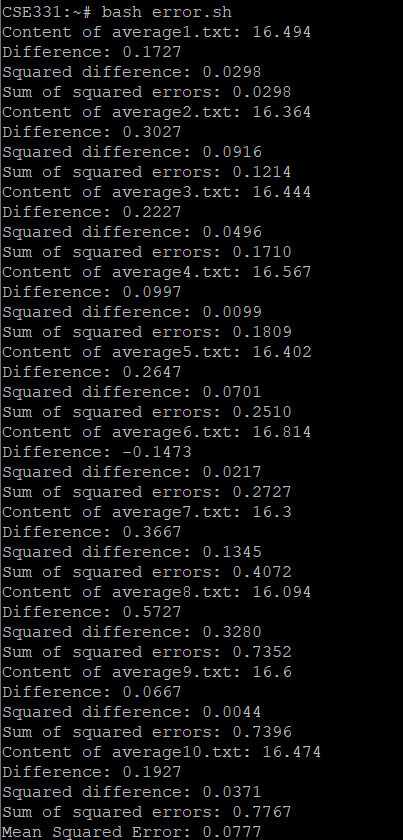 CSE331:~# bash error.sh
Content of average1.txt: 16.494
Difference: 0.1727
Squared difference: 0.0298
Sum of squared errors: 0.0298
Content of average2.txt: 16.364
Difference: 0.3027
Squared difference: 0.0916
Sum of squared errors: 0.1214
Content of average3.txt: 16.444
Difference: 0.2227
Squared difference: 0.0496
Sum of squared errors: 0.1710
Content of average4.txt: 16.567
Difference: 0.0997
Squared difference: 0.0099
Sum of squared errors: 0.1809
Content of average5.txt: 16.402
Difference: 0.2647
Squared difference: 0.0701
Sum of squared errors: 0.2510
Content of average6.txt: 16.814
Difference: -0.1473
Squared difference: 0.0217
Sum of squared errors: 0.2727
Content of average7.txt: 16.3
Difference: 0.3667
Squared difference: 0.1345
Sum of squared errors: 0.4072
Content of average8.txt: 16.094
Difference: 0.5727
Squared difference: 0.3280
Sum of squared errors: 0.7352
Content of average9.txt: 16.6
Difference: 0.0667
Squared difference: 0.0044
Sum of squared errors: 0.7396
Content of average10.txt: 16.474
Difference: 0.1927
Squared difference: 0.0371
Sum of squared errors: 0.7767
Mean Squared Error: 0.0777